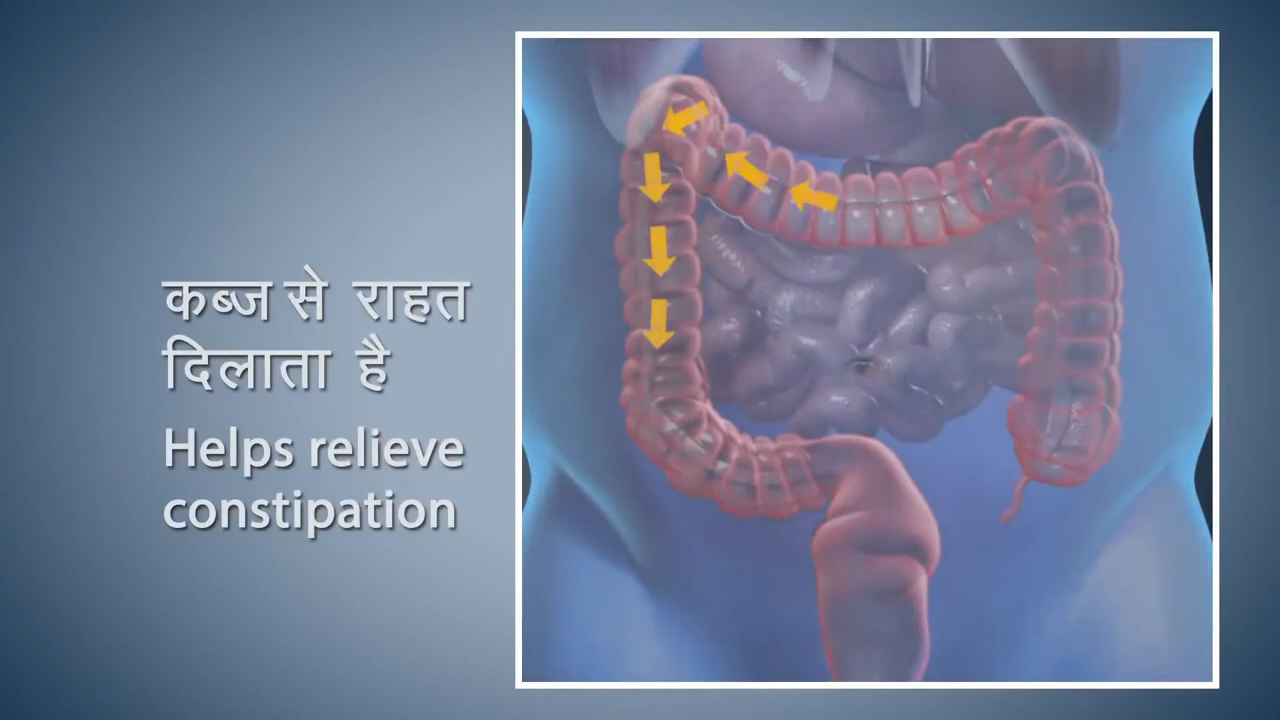 कब्ज से राहत
दिलाता है
Helps relieve
constipation